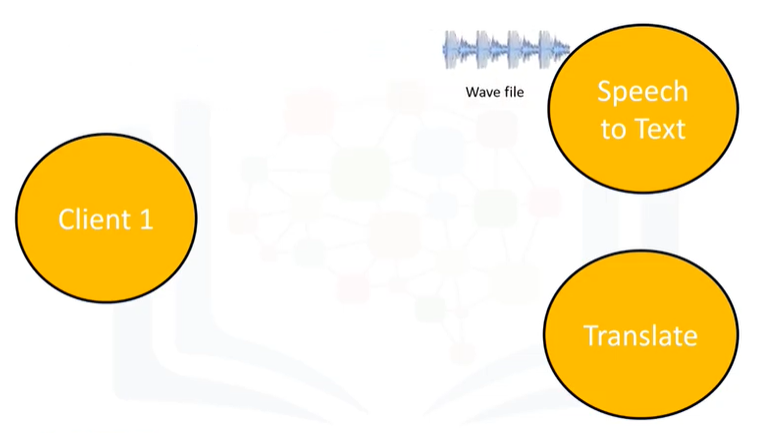 Wave file
Speech
to Text
Client 1
Translate